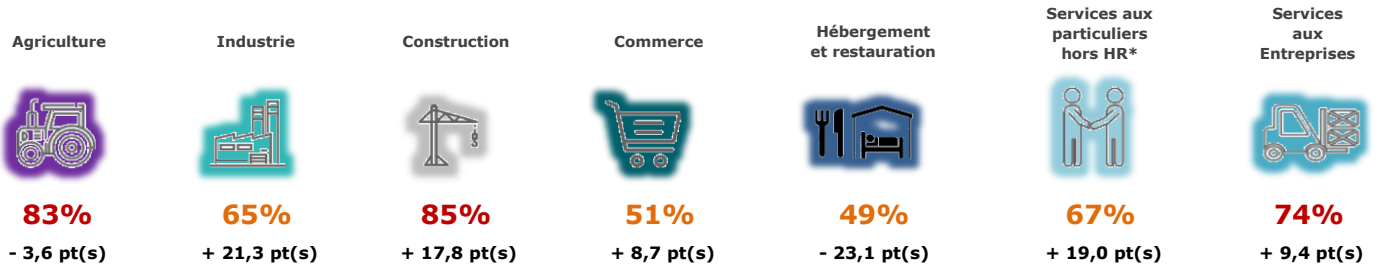 Agriculture
Industrie
Construction
Commerce
Hébergement
et restauration
Services aux
particuliers
hors HR*
Services
aux
Entreprises
83%
65%
85%
51%
49%
67%
74%
- 3,6 pt(s)
+ 21,3 pt(s)
+ 17,8 pt(s)
+ 8,7 pt(s)
- 23,1 pt(s)
+ 19,0 pt(s)
+ 9,4 pt(s)